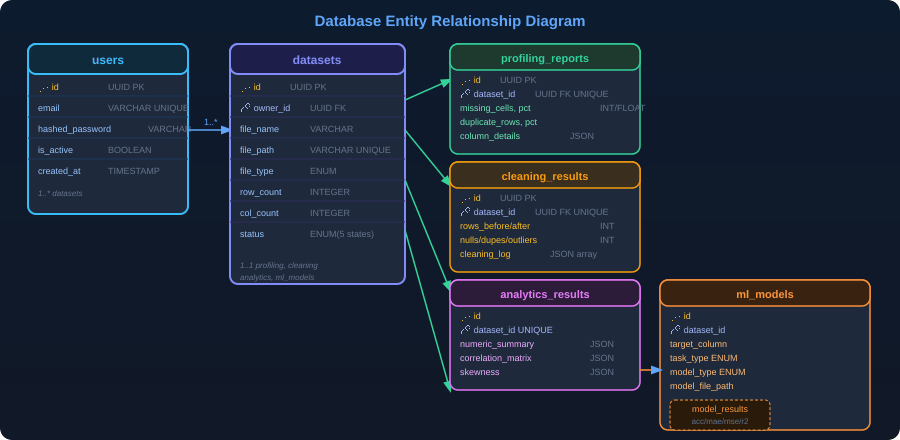 Database Entity Relationship Diagram
users
id UUID PK
email VARCHAR UNIQUE
hashed_password VARCHAR
is_active BOOLEAN
created_at TIMESTAMP
1..* datasets
1..*
datasets
id UUID PK
owner_id UUID FK
file_name VARCHAR
file_path VARCHAR UNIQUE
file_type ENUM
row_count INTEGER
col_count INTEGER
status ENUM(5 states)
1..1 profiling, cleaning
analytics, ml_models
profiling_reports
id UUID PK
dataset_id UUID FK UNIQUE
missing_cells, pct INT/FLOAT
duplicate_rows, pct
column_details JSON
cleaning_results
id UUID PK
dataset_id UUID FK UNIQUE
rows_before/after INT
nulls/dupes/outliers INT
cleaning_log JSON array
analytics_results
id
dataset_id UNIQUE
numeric_summary JSON
correlation_matrix JSON
skewness JSON
ml_models
id
dataset_id
target_column
task_type ENUM
model_type ENUM
model_file_path
model_results
acc/mae/mse/r2